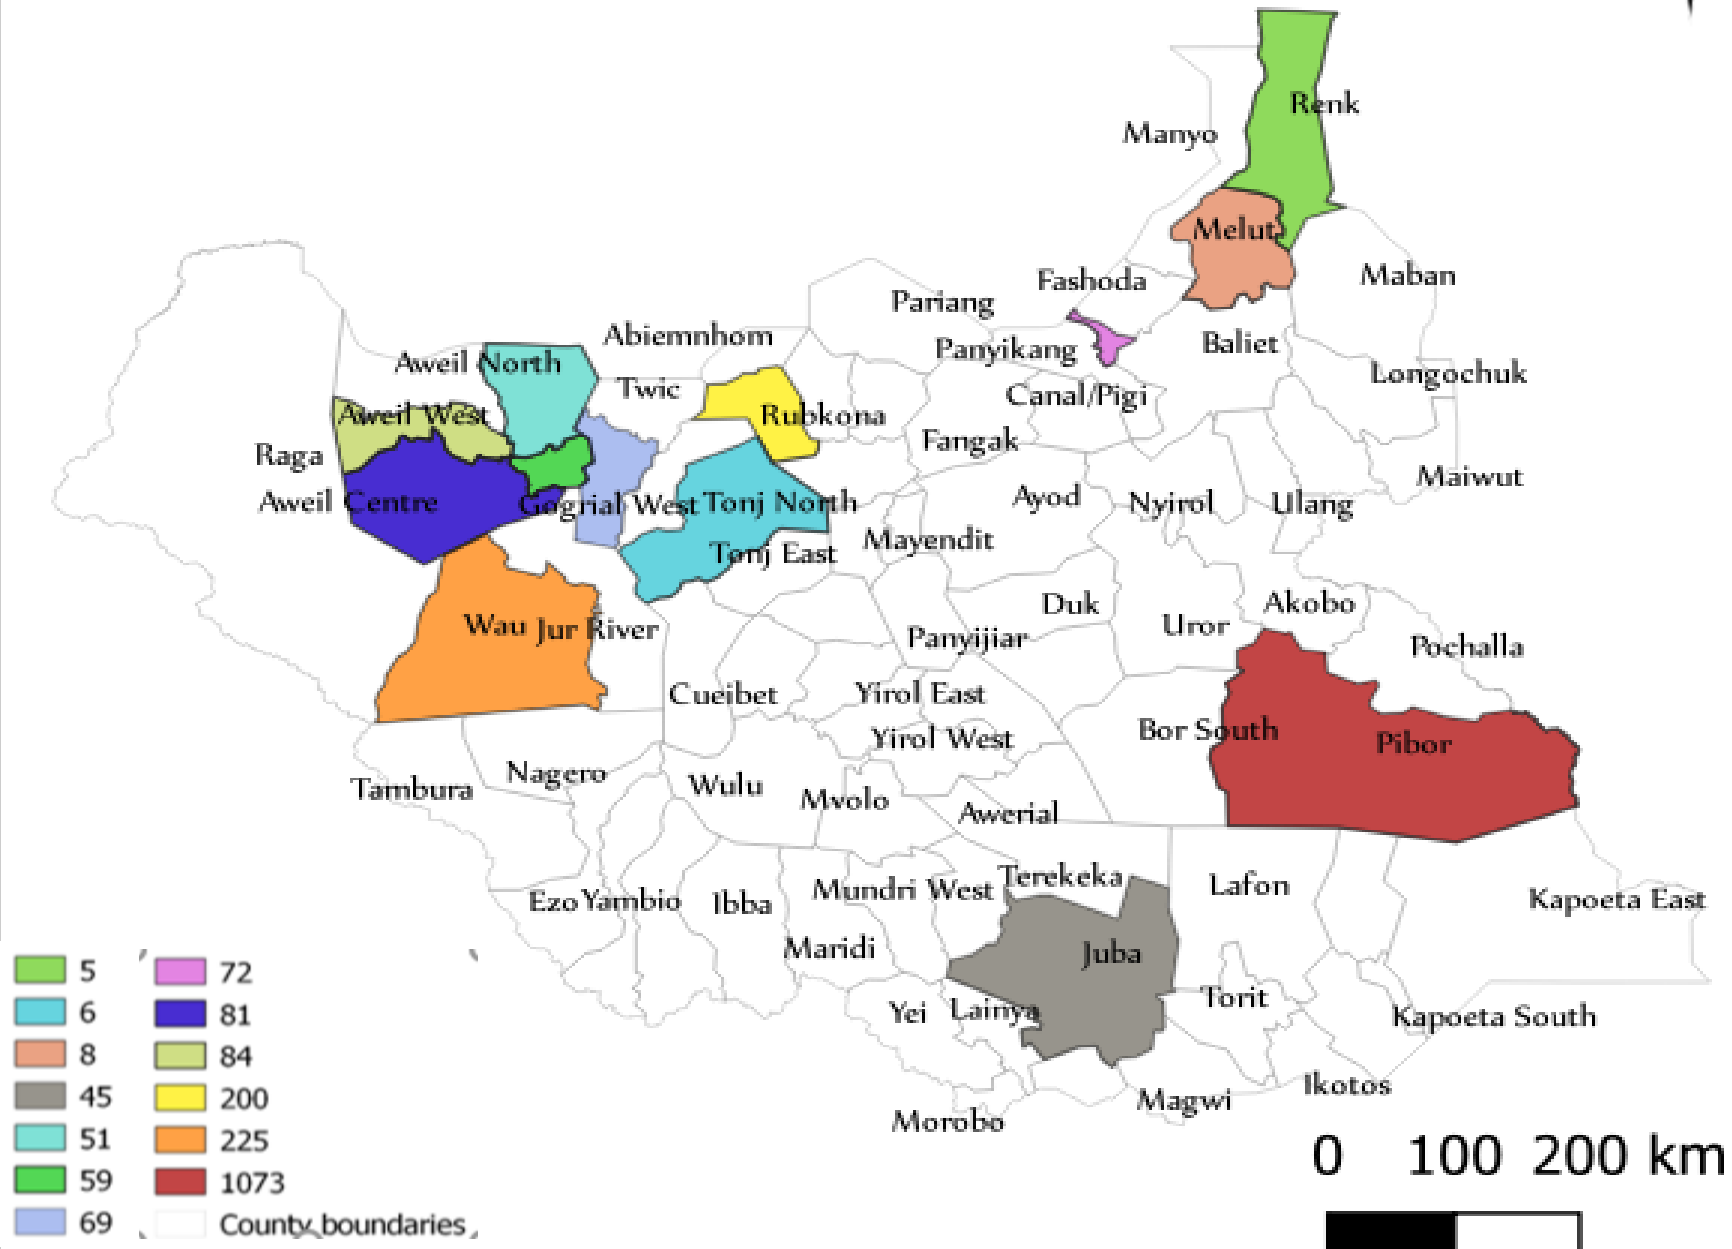 Renk
Manyo
Melut
Maban
Fashoda
Pariang
Abiemnhom
Panyikang
Baliet
Aweil North
Longochuk
Twic
Canal/Pigi
Aweil West
Rubkona
Fangak
Raga
Maiwut
Aweil Centre
Gogrial West
Tonj North
Ayod
Nyirol
Ulang
Mayendit
Tonj East
Duk
Akobo
Wau
Jur River
Uror
Panyijiar
Pochalla
Cueibet
Yirol East
Bor South
Yirol West
Pibor
Nagero
Tambura
Wulu
Mvolo
Awerial
Terekeka
Lafon
Mundri West
Ezo
Yambio
Ibba
Kapoeta East
Maridi
Juba
Torit
Yei
Lainya
Kapoeta South
Ikotos
Magwi
Morobo
5
6
8
45
51
59
69
72
81
84
200
225
1073
County boundaries
0 100 200 km